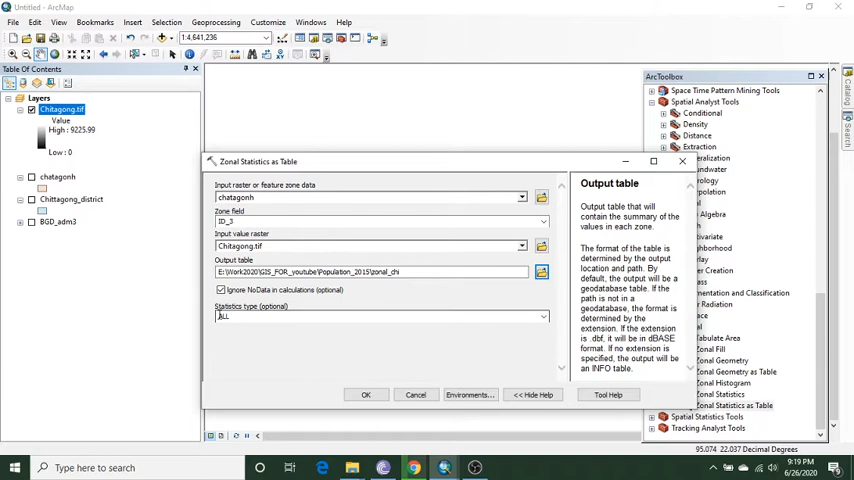 Untitled - ArcMap
File Edit View Bookmarks Insert Selection Geoprocessing Customize Windows Help
1:4,641,236
Table Of Contents
Layers
Chitagong.tif
Value
High : 9225.99
Low : 0
chatagonh
Chittagong_district
BGD_adm3
Zonal Statistics as Table
Input raster or feature zone data
chatagonh
Zone field
ID_3
Input value raster
Chitagong.tif
Output table
E:\Work2020\GIS_FOR_youtube\Population_2015\zonal_chi
Ignore NoData in calculations (optional)
Statistics type (optional)
ALL
OK Cancel Environments... << Hide Help Tool Help
Output table
Output table that will
contain the summary of the
values in each zone.
The format of the table is
determined by the output
location and path. By
default, the output will be a
geodatabase table. If the
path is not in a
geodatabase, the format is
determined by the
extension. If the extension
is .dbf, it will be in dBASE
format. If no extension is
specified, the output will be
an INFO table.
ArcToolbox
Space Time Pattern Mining Tools
Spatial Analyst Tools
Conditional
Density
Distance
Extraction
eralization
ivariate
ghborhood
Tabulate Area
Zonal Fill
Zonal Geometry
Zonal Geometry as Table
Zonal Histogram
Zonal Statistics
Zonal Statistics as Table
Spatial Statistics Tools
Tracking Analyst Tools
Catalog
Search
95.074 22.037 Decimal Degrees
Type here to search
9:19 PM
6/26/2020